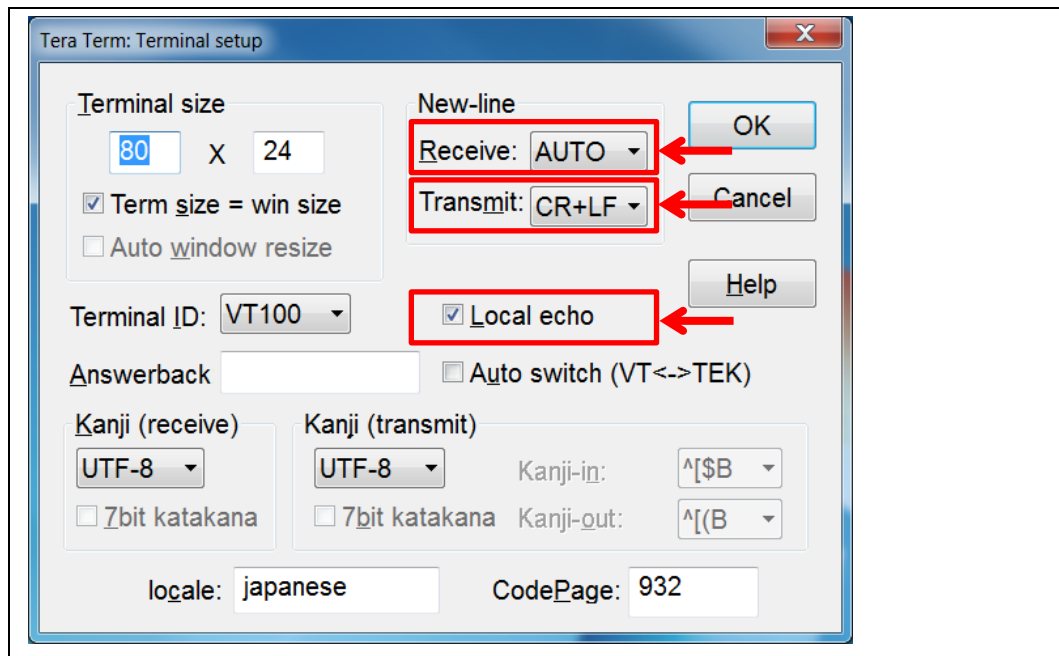 Tera Term: Terminal setup
X
Terminal size
80 X 24
Term size = win size
Auto window resize
New-line
Receive: AUTO
Transmit: CR+LF
OK
Cancel
Help
Terminal ID: VT100
Local echo
Answerback
Auto switch (VT<->TEK)
Kanji (receive)
UTF-8
7bit katakana
Kanji (transmit)
UTF-8
7bit katakana
Kanji-in: ^[$B
Kanji-out: ^[(B
locale: japanese
CodePage: 932